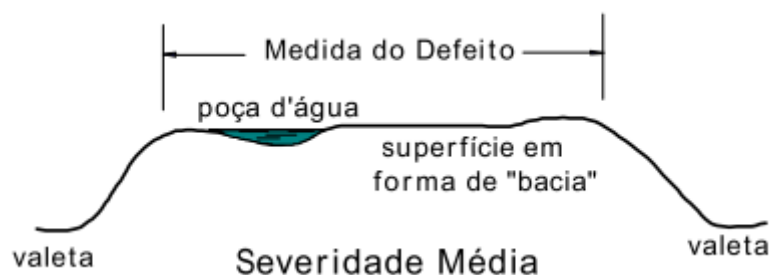 Medida do Defeito
poça d'água
superfície em
forma de "bacia"
valeta
Severidade Média
valeta